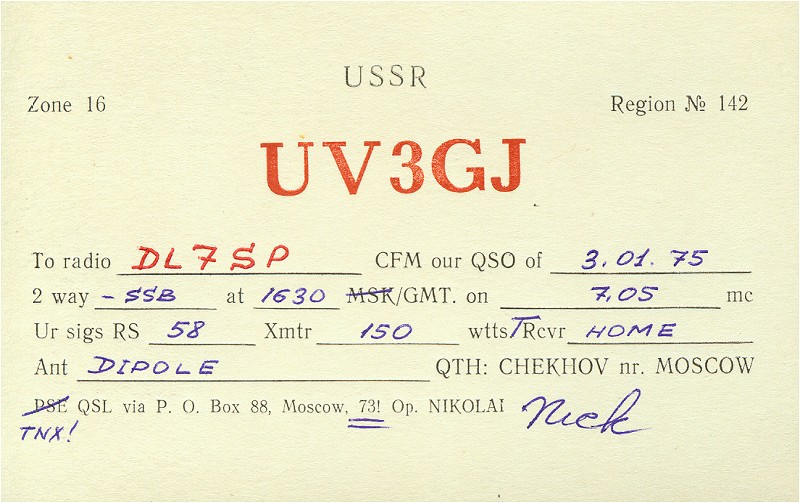 USSR
Zone 16 Region № 142
UV3GJ
To radio DL7SP CFM our QSO of 3.01.75
2 way - SSB at 1630 MSK/GMT. on 7,05 mc
Ur sigs RS 58 Xmtr 150 wtts/Rcvr HOME
Ant DIPOLE QTH: CHEKHOV nr. MOSCOW
PSE QSL via P. O. Box 88, Moscow, 73! Op. NIKOLAI Nick
TNX!